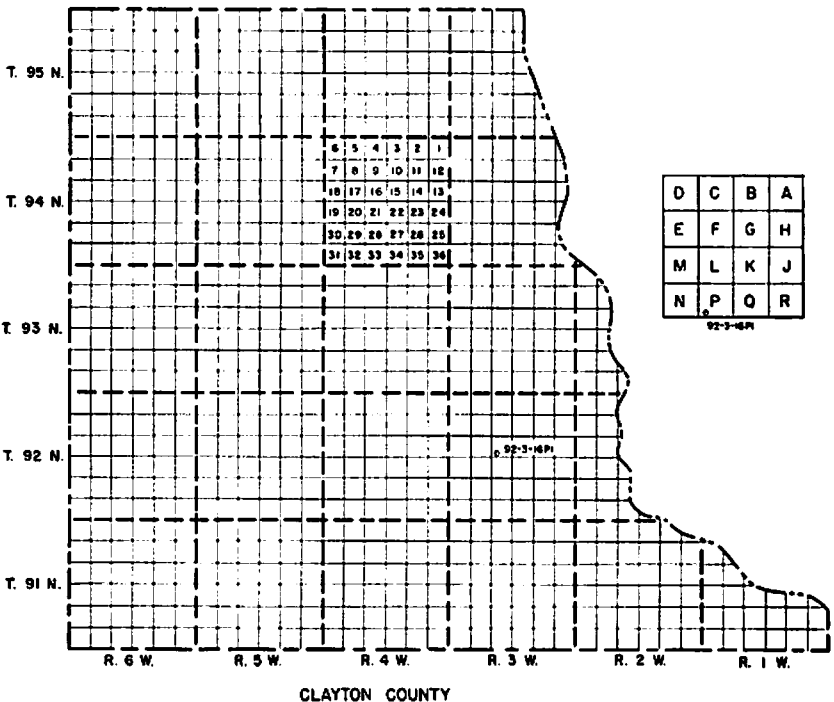 T. 95 N.
6 5 4 3 2 1
7 8 9 10 11 12
18 17 16 15 14 13
T. 94 N.
19 20 21 22 23 24
30 29 28 27 26 25
31 32 33 34 35 36
D C B A
E F G H
M L K J
N P Q R
92-3-16P1
T. 93 N.
92-3-16P1
T. 92 N.
T. 91 N.
R. 6 W. R. 5 W. R. 4 W. R. 3 W. R. 2 W. R. 1 W.
CLAYTON COUNTY